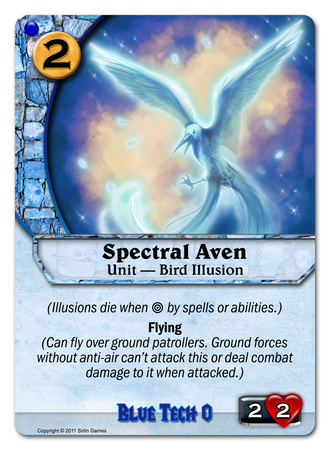 2
Spectral Aven
Unit — Bird Illusion
(Illusions die when ◎ by spells or abilities.)
Flying
(Can fly over ground patrollers. Ground forces
without anti-air can't attack this or deal combat
damage to it when attacked.)
Blue Tech 0
2 2
Copyright © 2011 Sirlin Games